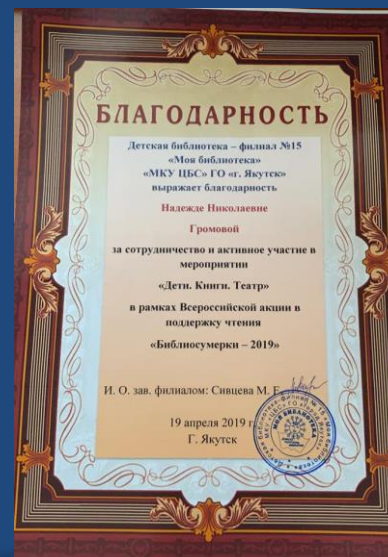 БЛАГОДАРНОСТЬ
Детская библиотека – филиал №15
«Моя библиотека»
«МКУ ЦБС» ГО «г. Якутск»
выражает благодарность
Надежде Николаевне
Громовой
за сотрудничество и активное участие в
мероприятии
«Дети. Книги. Театр»
в рамках Всероссийской акции в
поддержку чтения
«Библиосумерки – 2019»
И. О. зав. филиалом: Сивцева М. Е.
19 апреля 2019 г.
Г. Якутск
МОЯ БИБЛИОТЕКА